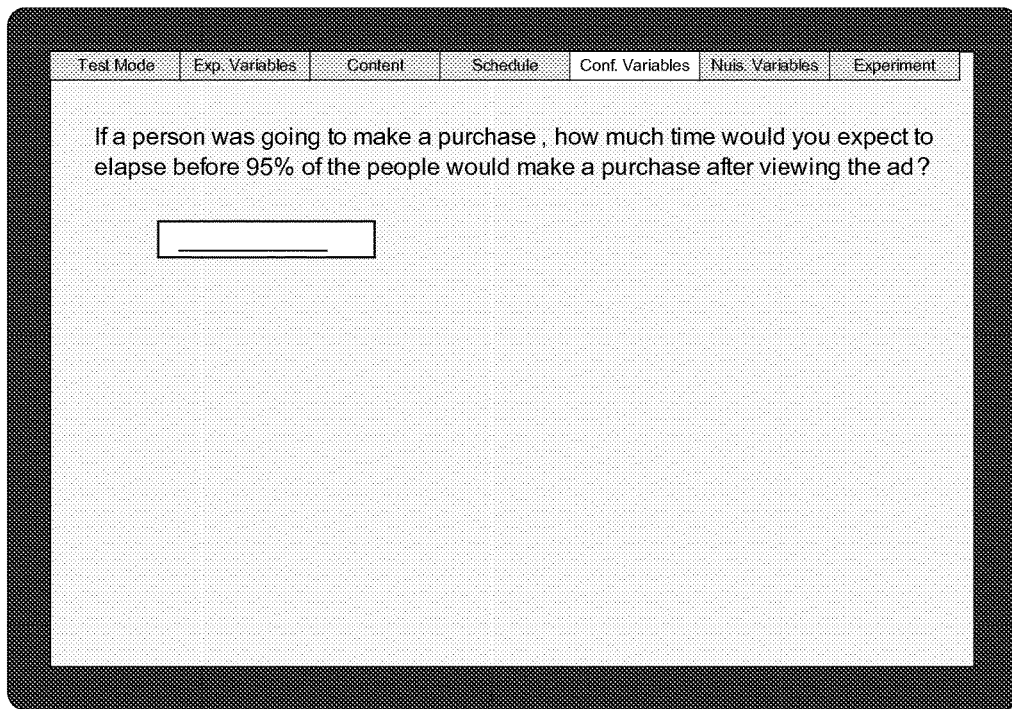 Test Mode Exp. Variables Content Schedule Conf. Variables Nuis. Variables Experiment
If a person was going to make a purchase , how much time would you expect to
elapse before 95% of the people would make a purchase after viewing the ad ?